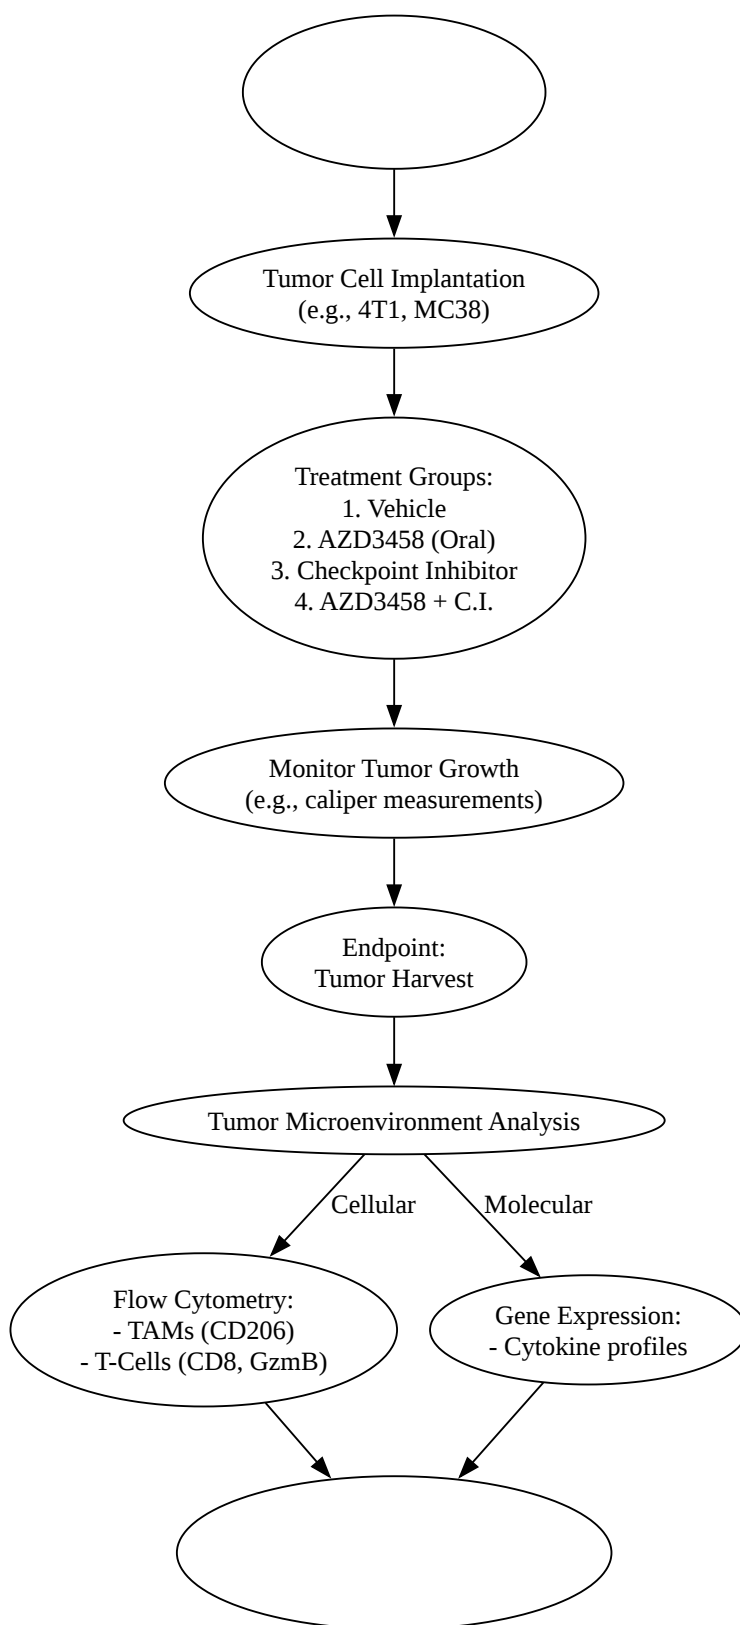 Tumor Cell Implantation
(e.g., 4T1, MC38)
Treatment Groups:
1. Vehicle
2. AZD3458 (Oral)
3. Checkpoint Inhibitor
4. AZD3458 + C.I.
Monitor Tumor Growth
(e.g., caliper measurements)
Endpoint:
Tumor Harvest
Tumor Microenvironment Analysis
Cellular
Molecular
Flow Cytometry:
- TAMs (CD206)
- T-Cells (CD8, GzmB)
Gene Expression:
- Cytokine profiles